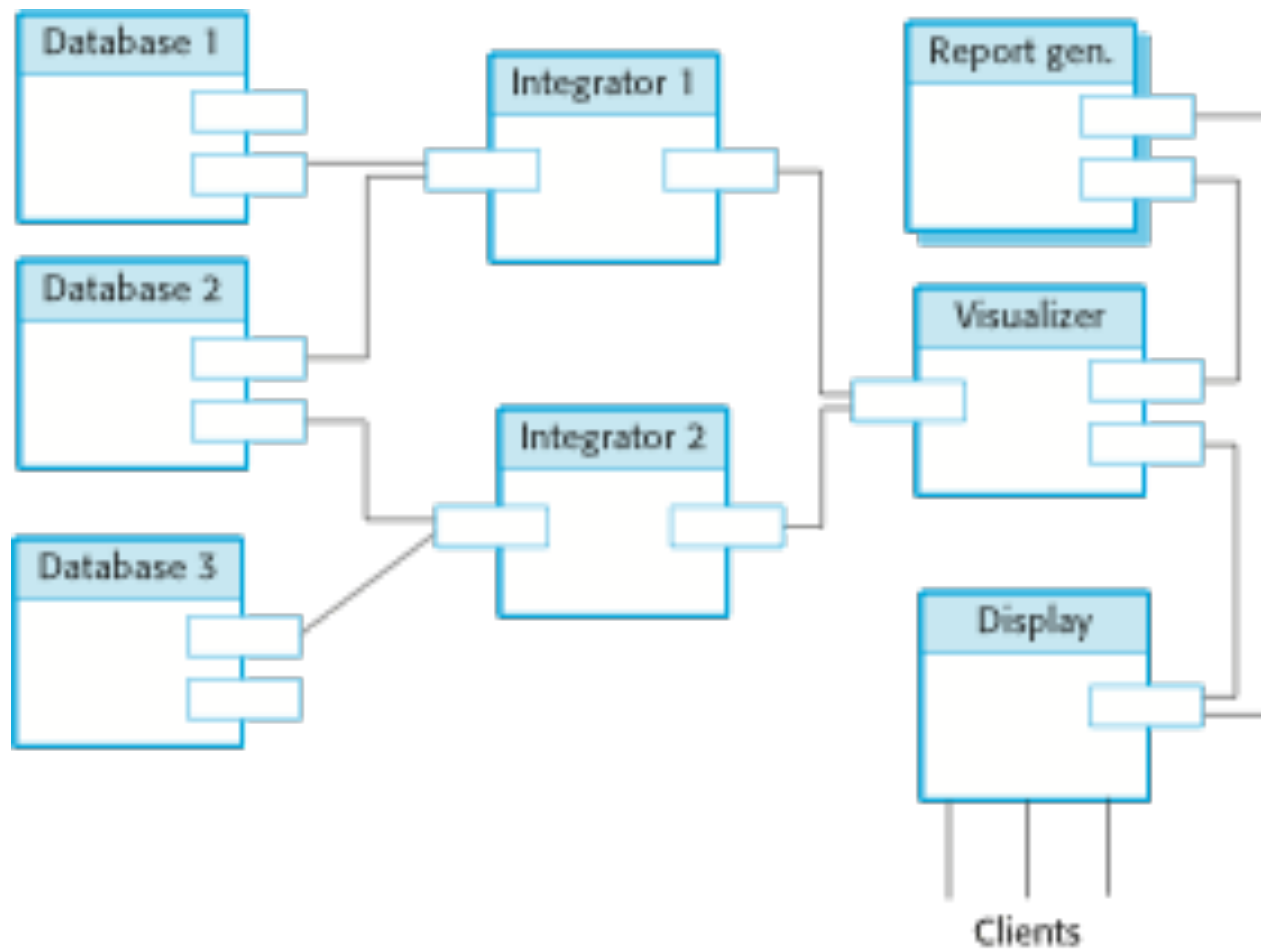 Database 1
Integrator 1
Report gen.
Database 2
Visualizer
Integrator 2
Database 3
Display
Clients